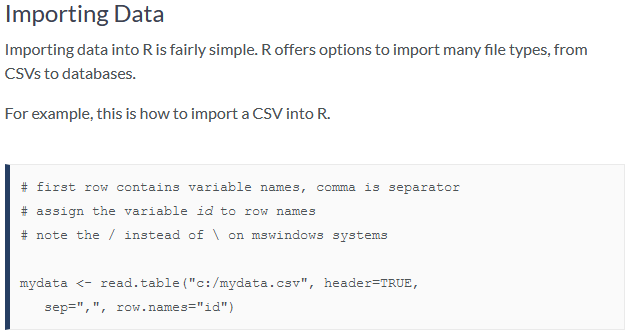 Importing Data
Importing data into R is fairly simple. R offers options to import many file types, from
CSVs to databases.
For example, this is how to import a CSV into R.
# first row contains variable names, comma is separator
# assign the variable id to row names
# note the / instead of \ on mswindows systems
mydata <- read.table("c:/mydata.csv", header=TRUE,
sep=",", row.names="id")